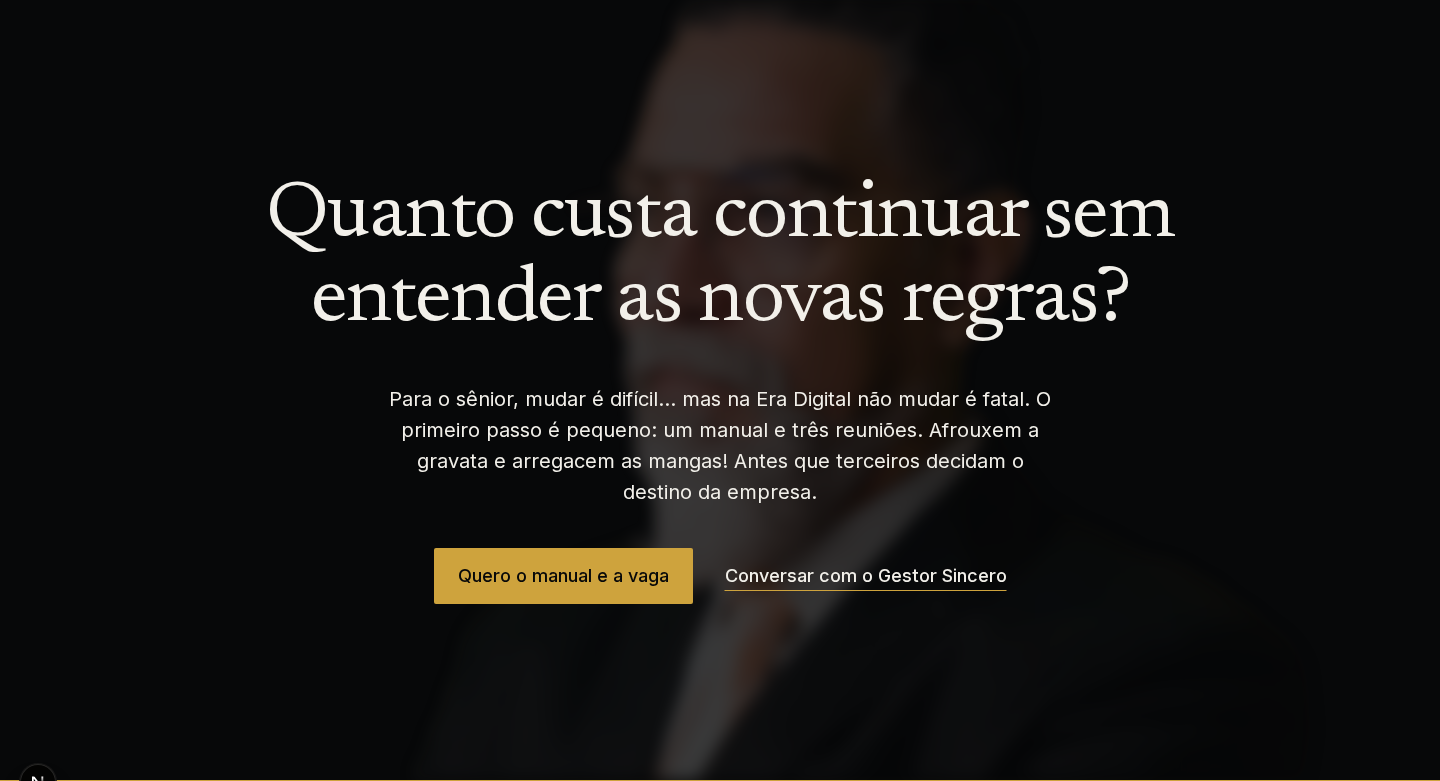 Quanto custa continuar sem
entender as novas regras?
Para o sênior, mudar é difícil... mas na Era Digital não mudar é fatal. O
primeiro passo é pequeno: um manual e três reuniões. Afrouxem a
gravata e arregacem as mangas! Antes que terceiros decidam o
destino da empresa.
Quero o manual e a vaga
Conversar com o Gestor Sincero